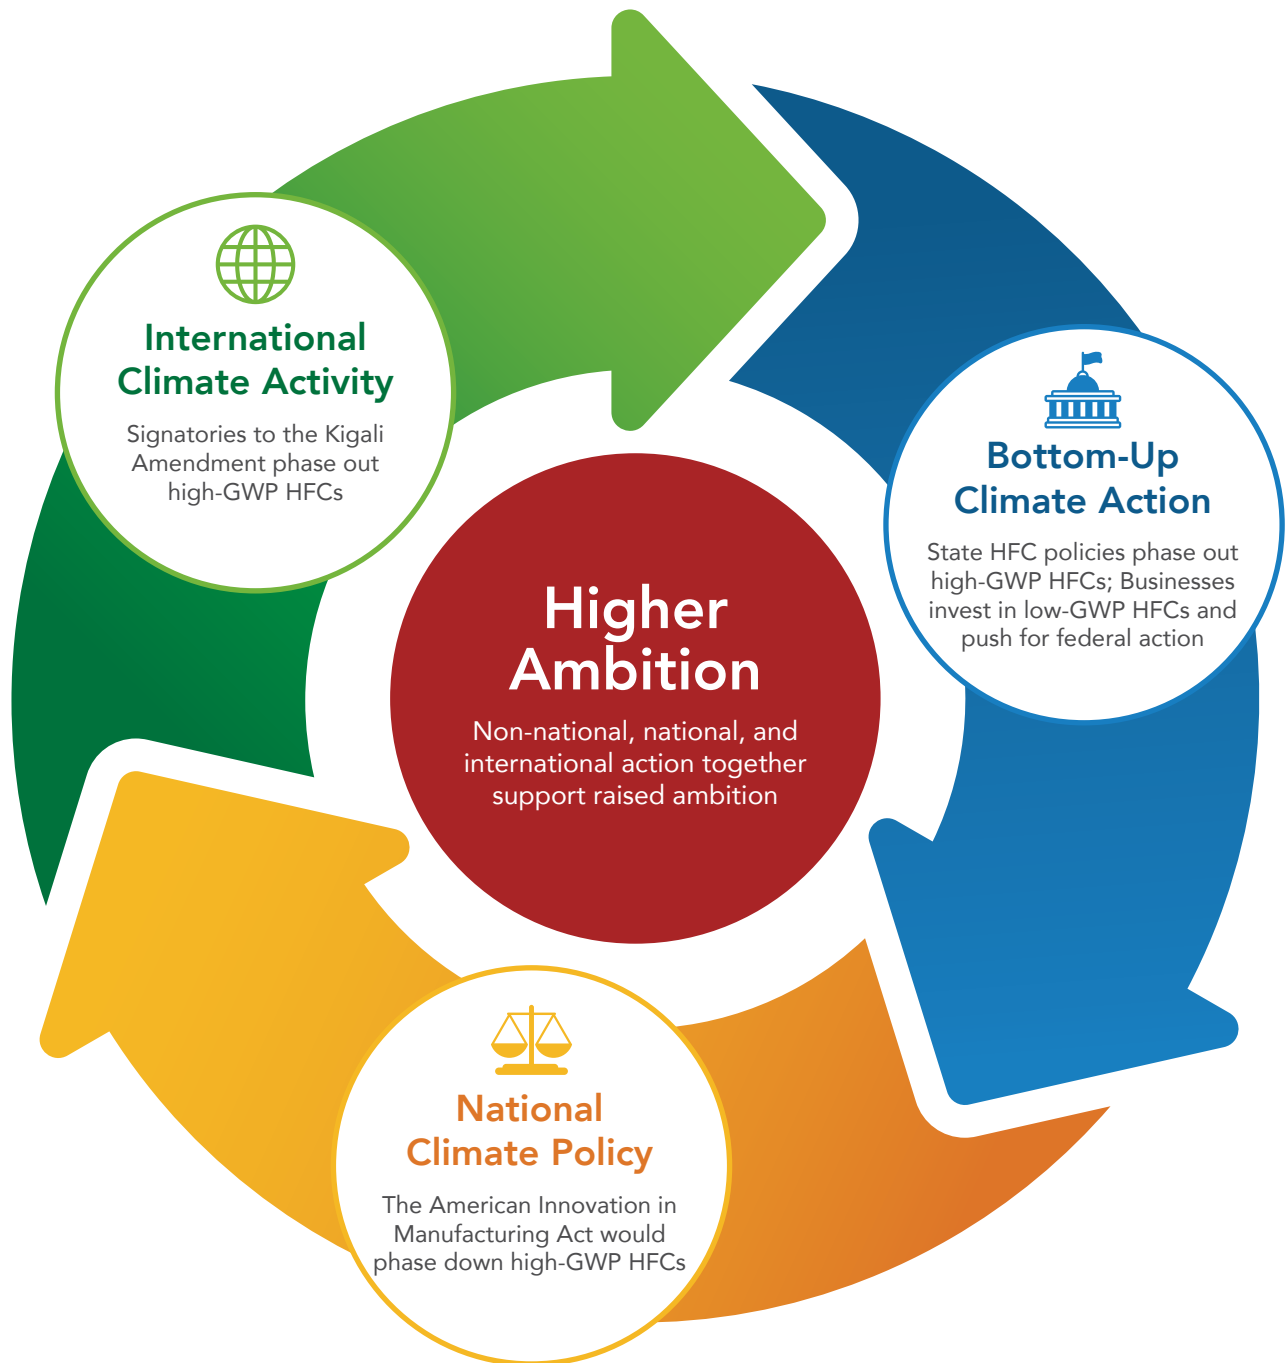 International
Climate Activity
Signatories to the Kigali
Amendment phase out
high-GWP HFCs
Bottom-Up
Climate Action
State HFC policies phase out
high-GWP HFCs; Businesses
invest in low-GWP HFCs and
push for federal action
Higher
Ambition
Non-national, national, and
international action together
support raised ambition
National
Climate Policy
The American Innovation in
Manufacturing Act would
phase down high-GWP HFCs